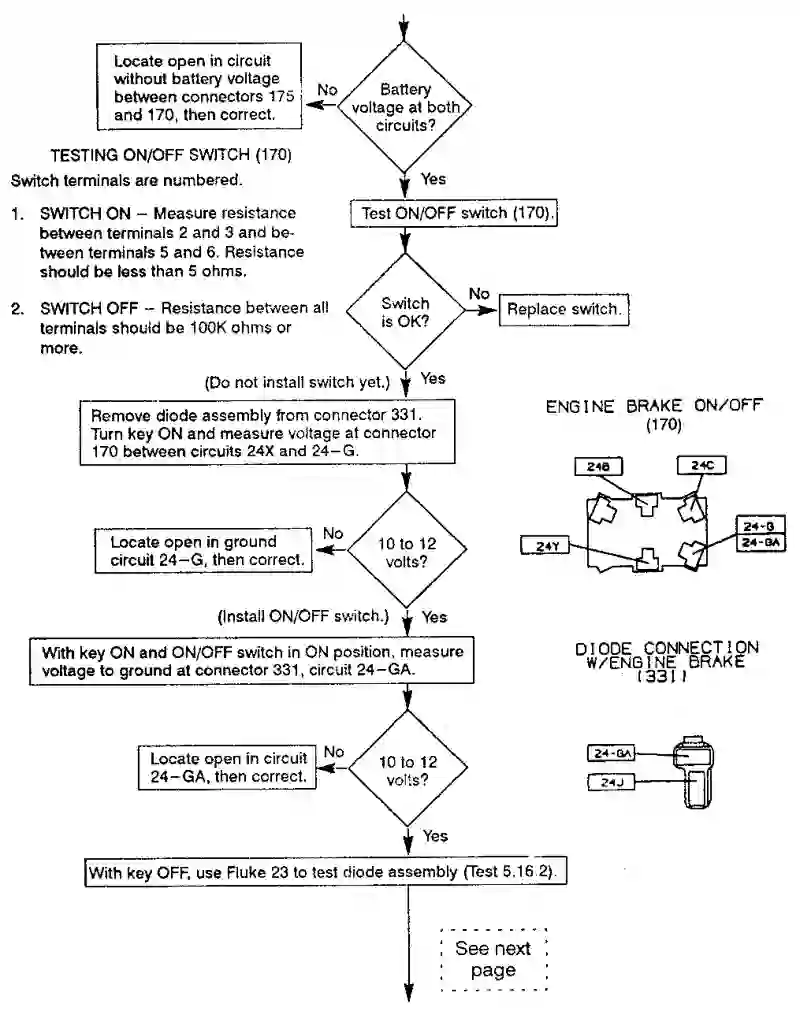 Locate open in circuit
without battery voltage
between connectors 175
and 170, then correct.
No
Battery
voltage at both
circuits?
TESTING ON/OFF SWITCH (170)
Switch terminals are numbered.
1. SWITCH ON – Measure resistance
between terminals 2 and 3 and be-
tween terminals 5 and 6. Resistance
should be less than 5 ohms.
2. SWITCH OFF – Resistance between all
terminals should be 100K ohms or
more.
Yes
Test ON/OFF switch (170).
Switch
is OK?
No
Replace switch.
(Do not install switch yet.)
Yes
Remove diode assembly from connector 331.
Turn key ON and measure voltage at connector
170 between circuits 24X and 24–G.
ENGINE BRAKE ON/OFF
(170)
24B
24C
24-G
24-GA
24Y
Locate open in ground
circuit 24–G, then correct.
No
10 to 12
volts?
(Install ON/OFF switch.)
Yes
With key ON and ON/OFF switch in ON position, measure
voltage to ground at connector 331, circuit 24–GA.
DIODE CONNECTION
W/ENGINE BRAKE
(331)
24-GA
24J
Locate open in circuit
24–GA, then correct.
No
10 to 12
volts?
Yes
With key OFF, use Fluke 23 to test diode assembly (Test 5.16.2).
See next
page